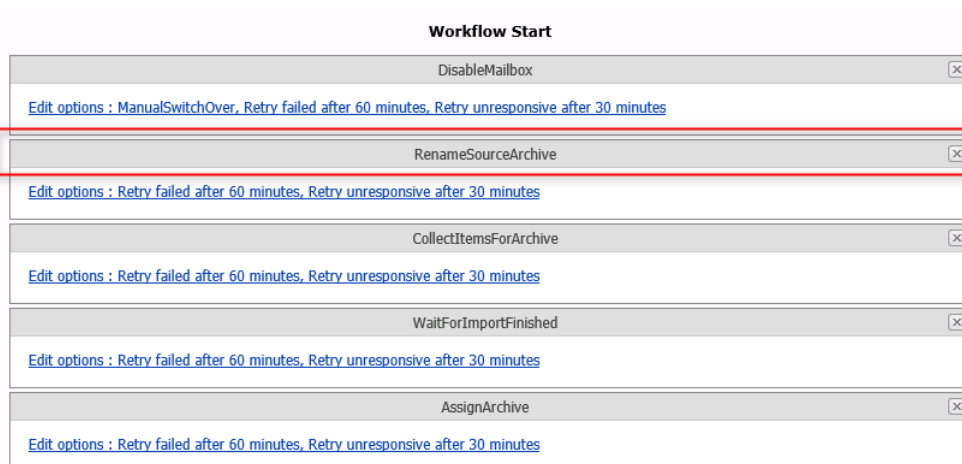 Workflow Start
DisableMailbox
Edit options : ManualSwitchOver, Retry failed after 60 minutes, Retry unresponsive after 30 minutes
RenameSourceArchive
Edit options : Retry failed after 60 minutes, Retry unresponsive after 30 minutes
CollectItemsForArchive
Edit options : Retry failed after 60 minutes, Retry unresponsive after 30 minutes
WaitForImportFinished
Edit options : Retry failed after 60 minutes, Retry unresponsive after 30 minutes
AssignArchive
Edit options : Retry failed after 60 minutes, Retry unresponsive after 30 minutes